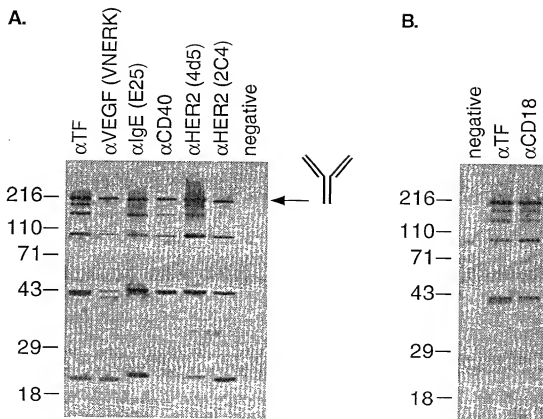 A.
αTF
αVEGF (VNERK)
αIgE (E25)
αCD40
αHER2 (4d5)
αHER2 (2C4)
negative
216
110
71
43
29
18
B.
negative
αTF
αCD18
216
110
71
43
29
18